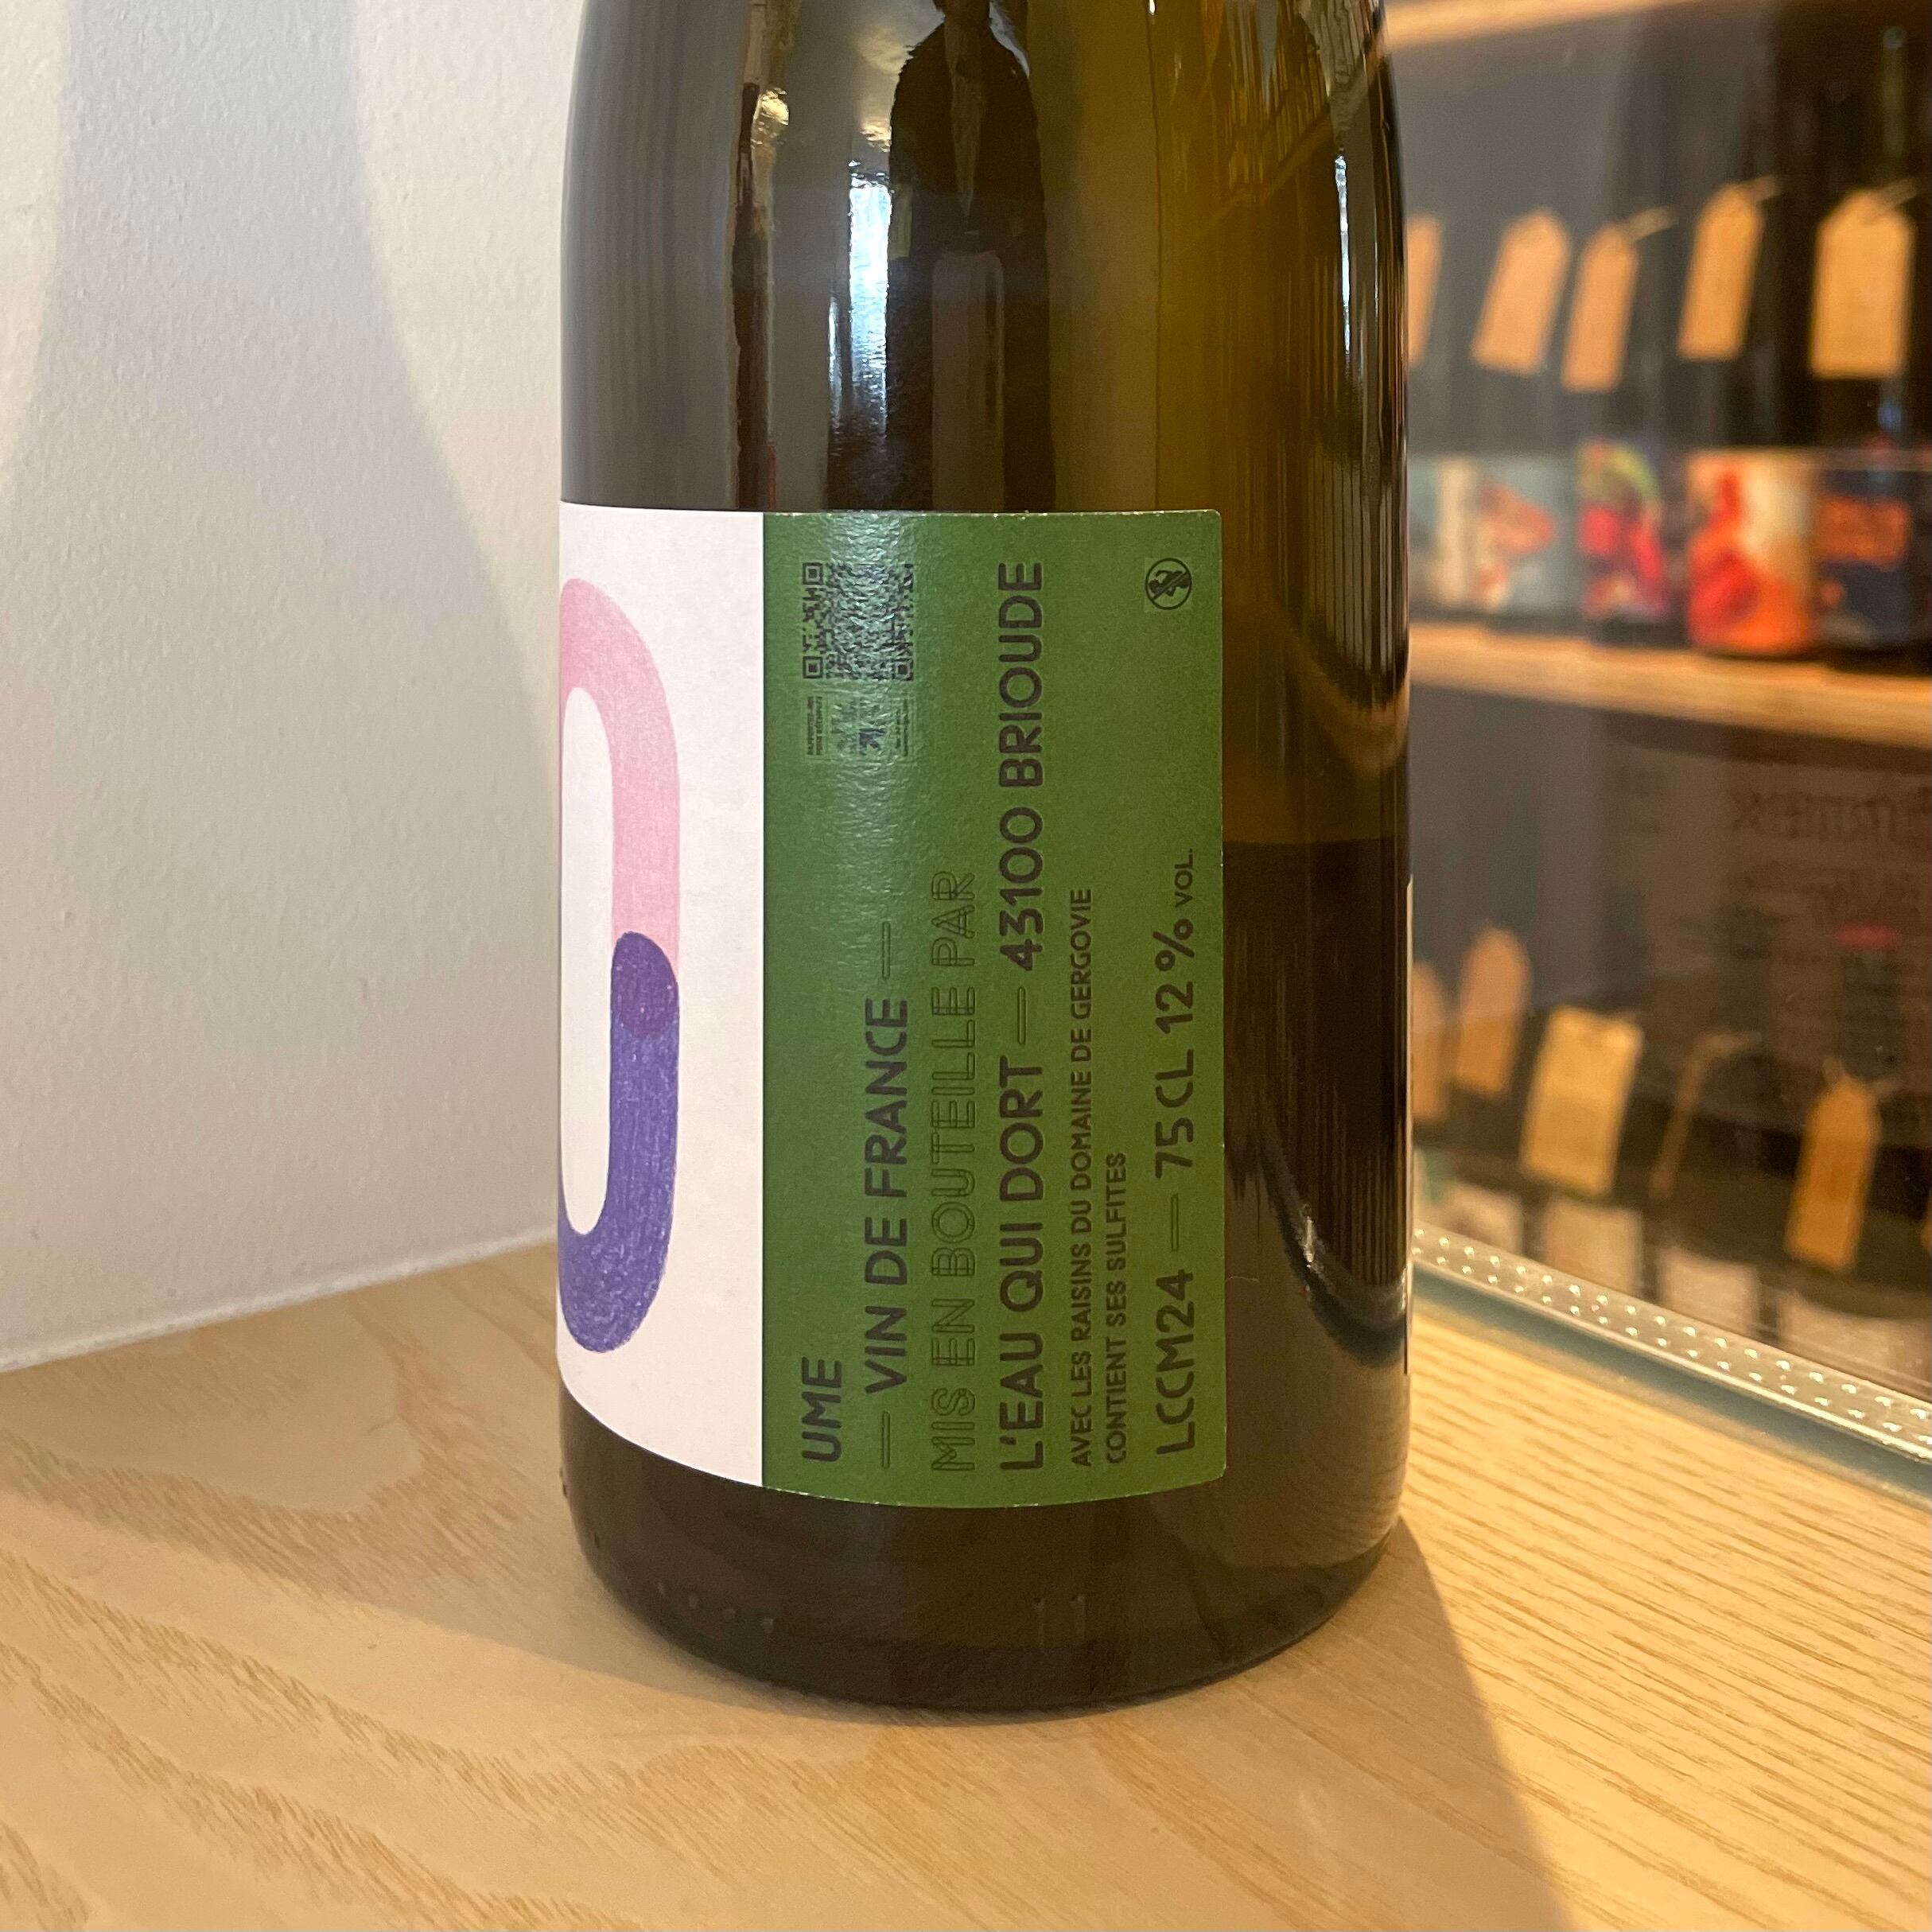 UME
— VIN DE FRANCE —
MIS EN BOUTEILLE PAR
L'EAU QUI DORT — 43100 BRIOUDE
AVEC LES RAISINS DU DOMAINE DE GERGOVIE
CONTIENT SES SULFITES
LCCM24 — 75 CL 12 % VOL.